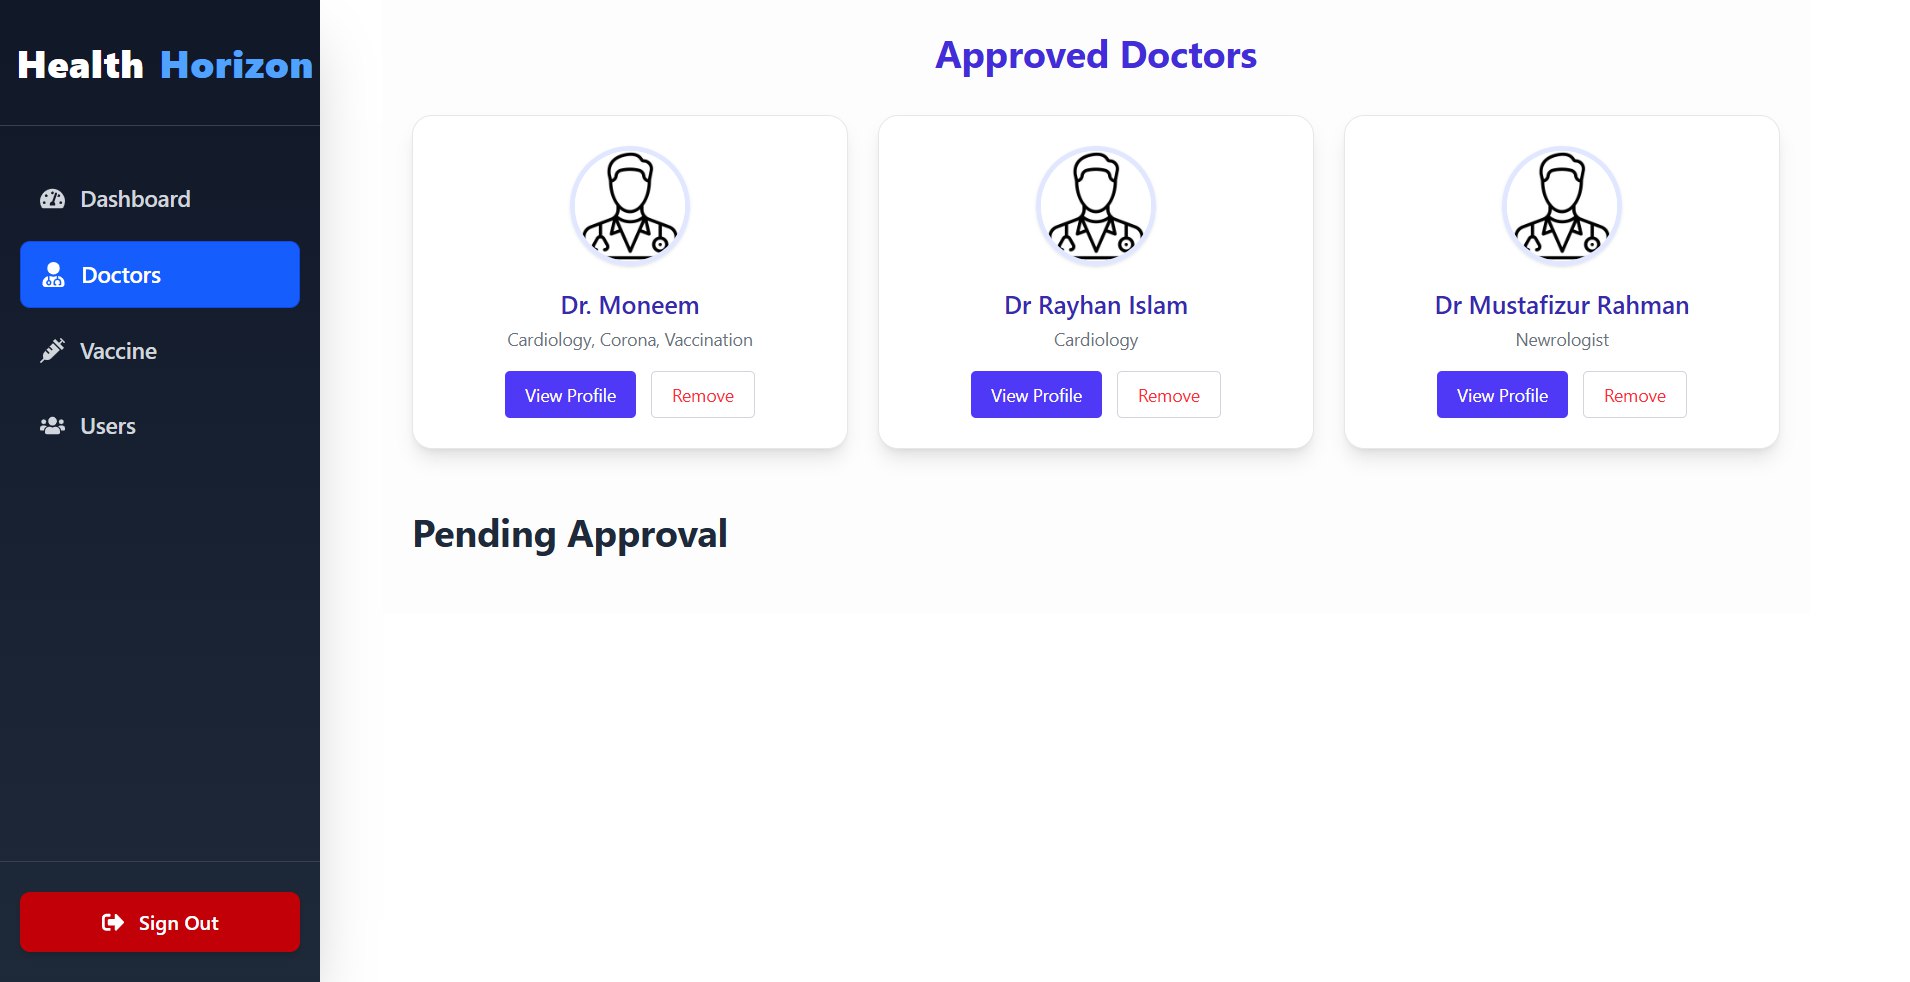 Health Horizon
Dashboard
Doctors
Vaccine
Users
Sign Out
Approved Doctors
Dr. Moneem
Cardiology, Corona, Vaccination
View Profile
Remove
Dr Rayhan Islam
Cardiology
View Profile
Remove
Dr Mustafizur Rahman
Newrologist
View Profile
Remove
Pending Approval